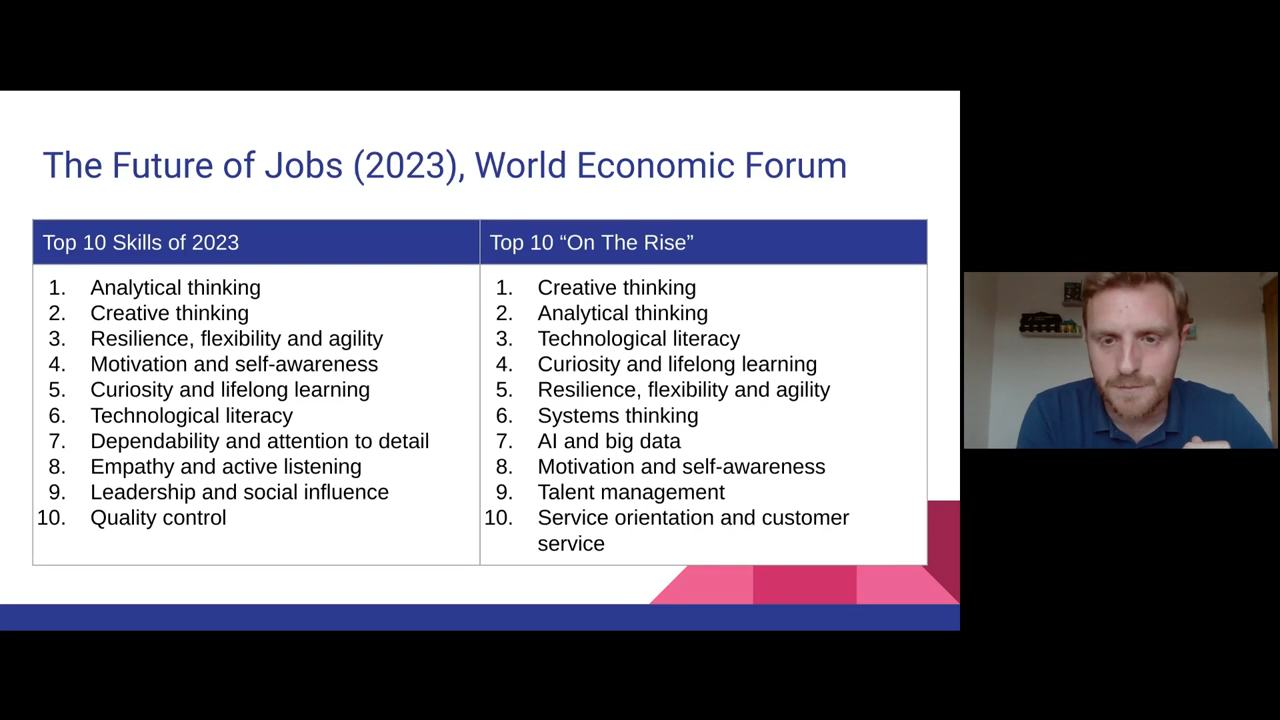 The Future of Jobs (2023), World Economic Forum
Top 10 Skills of 2023
1. Analytical thinking
2. Creative thinking
3. Resilience, flexibility and agility
4. Motivation and self-awareness
5. Curiosity and lifelong learning
6. Technological literacy
7. Dependability and attention to detail
8. Empathy and active listening
9. Leadership and social influence
10. Quality control
Top 10 “On The Rise”
1. Creative thinking
2. Analytical thinking
3. Technological literacy
4. Curiosity and lifelong learning
5. Resilience, flexibility and agility
6. Systems thinking
7. AI and big data
8. Motivation and self-awareness
9. Talent management
10. Service orientation and customer
service